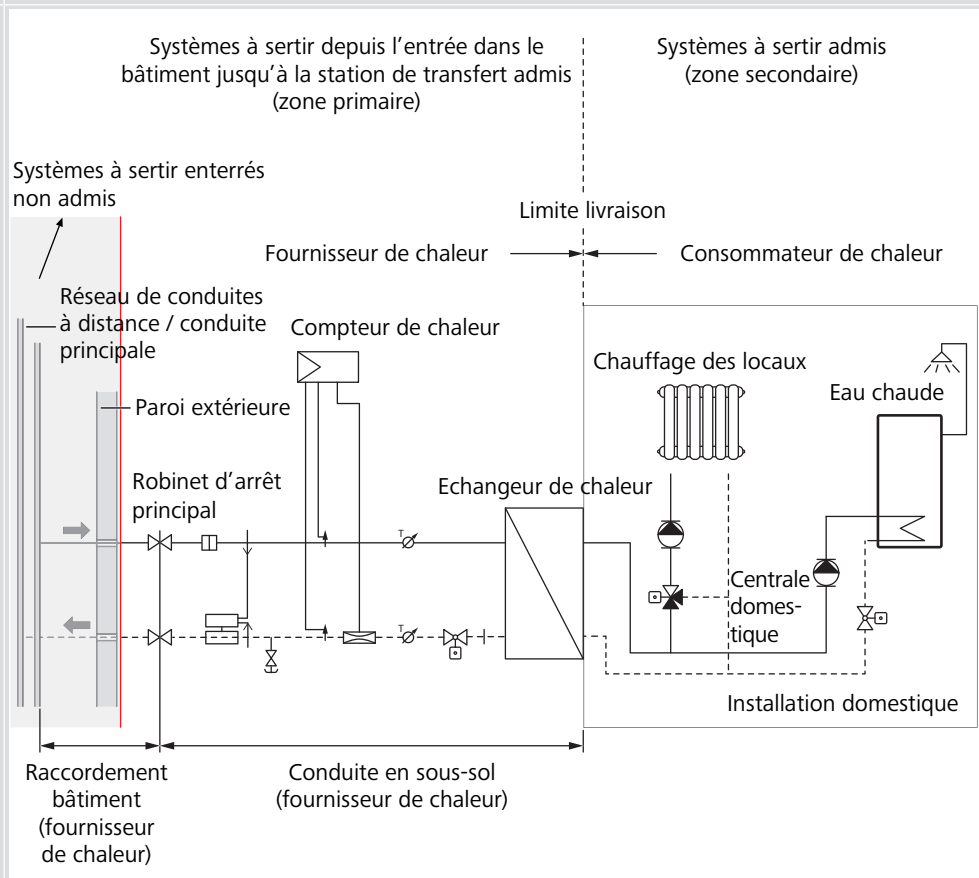 Systèmes à sertir depuis l'entrée dans le
bâtiment jusqu'à la station de transfert admis
(zone primaire)
Systèmes à sertir admis
(zone secondaire)
Systèmes à sertir enterrés
non admis
Limite livraison
Fournisseur de chaleur
Consommateur de chaleur
Réseau de conduites
à distance / conduite
principale
Compteur de chaleur
Chauffage des locaux
Eau chaude
Paroi extérieure
Robinet d'arrêt
principal
Echangeur de chaleur
T
T
Centrale
domes-
tique
Installation domestique
Raccordement
bâtiment
(fournisseur
de chaleur)
Conduite en sous-sol
(fournisseur de chaleur)